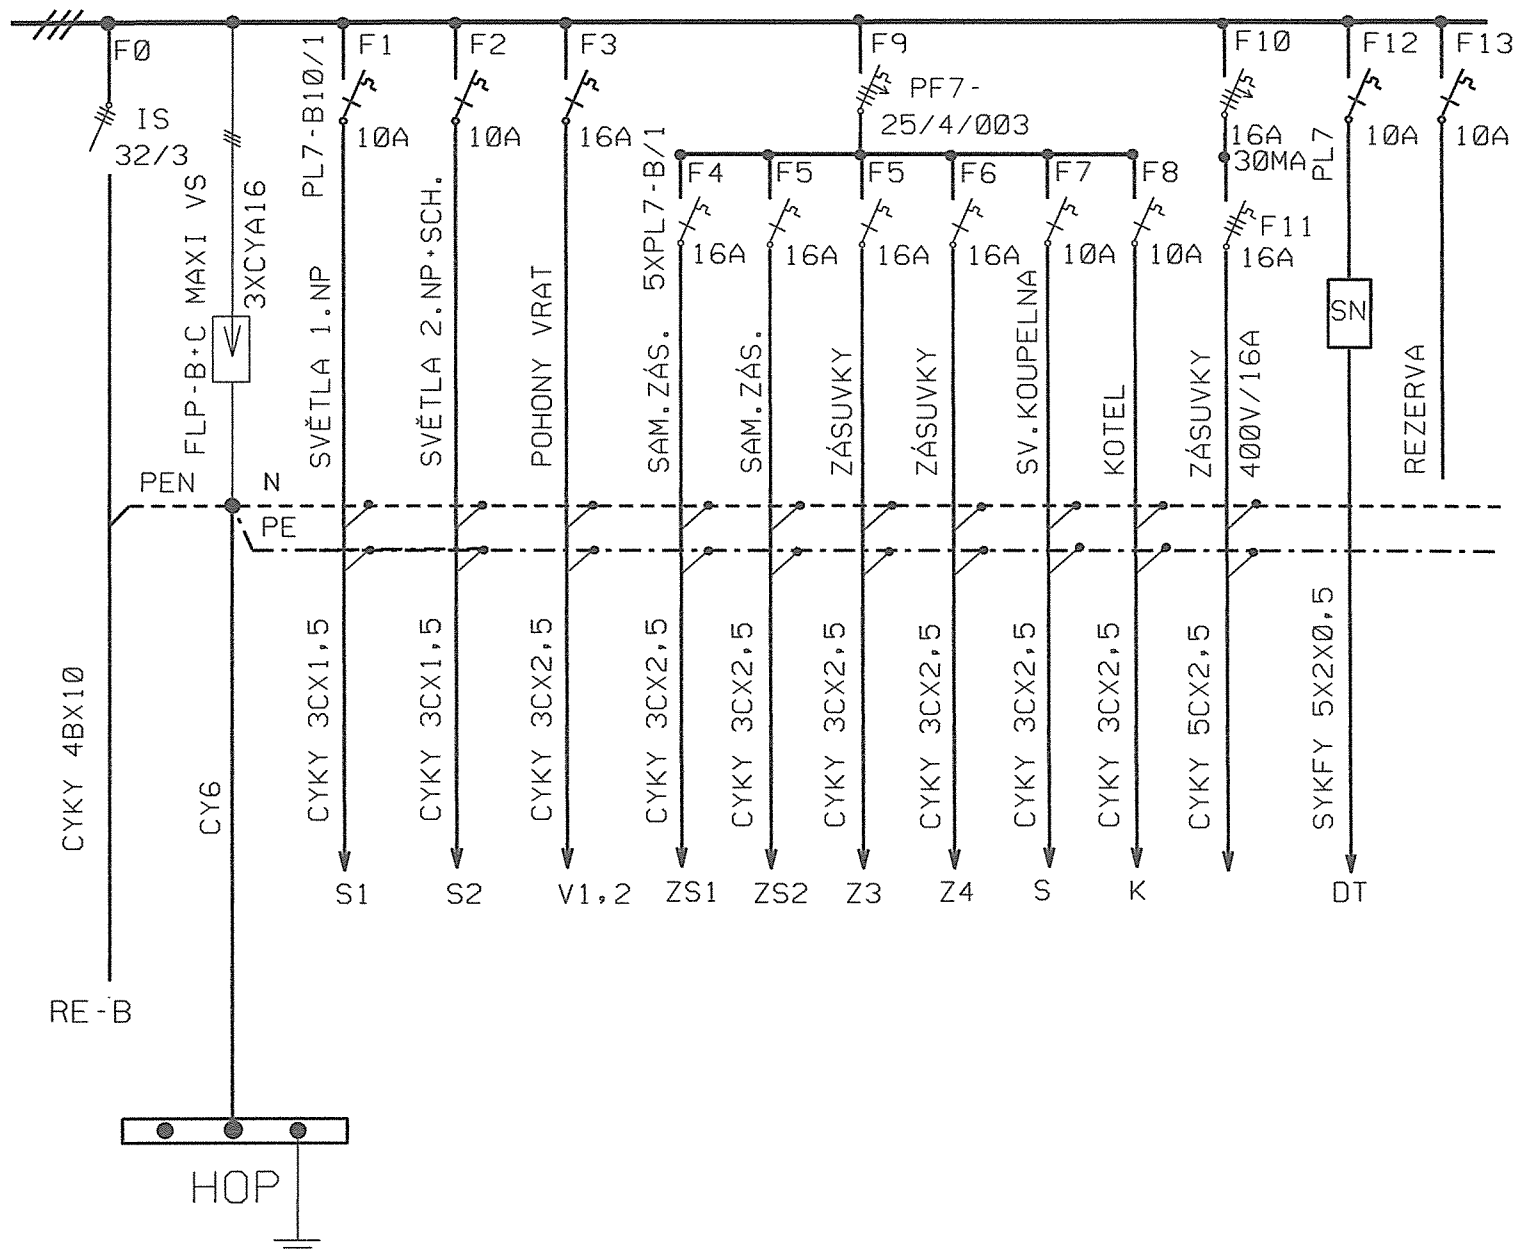 F0
IS
32/3
FLP-B+C MAXI VS
3XCYA16
PL7-B10/1
F1
10A
F2
10A
F3
16A
F9
PF7-
25/4/003
5XPL7-B/1
F4
16A
F5
16A
F5
16A
F6
16A
F7
10A
F8
10A
F10
16A
30MA
F11
16A
PL7
F12
10A
F13
10A
SN
SVĚTLA 1.NP
SVĚTLA 2.NP+SCH.
POHONY VRAT
SAM.ZÁS.
SAM.ZÁS.
ZÁSUVKY
ZÁSUVKY
SV.KOUPELNA
KOTEL
ZÁSUVKY
400V/16A
REZERVA
PEN
N
PE
CYKY 4BX10
CY6
CYKY 3CX1,5
CYKY 3CX1,5
CYKY 3CX2,5
CYKY 3CX2,5
CYKY 3CX2,5
CYKY 3CX2,5
CYKY 3CX2,5
CYKY 3CX2,5
CYKY 3CX2,5
CYKY 5CX2,5
SYKFY 5X2X0,5
S1
S2
V1,2
ZS1
ZS2
Z3
Z4
S
K
DT
RE-B
HOP